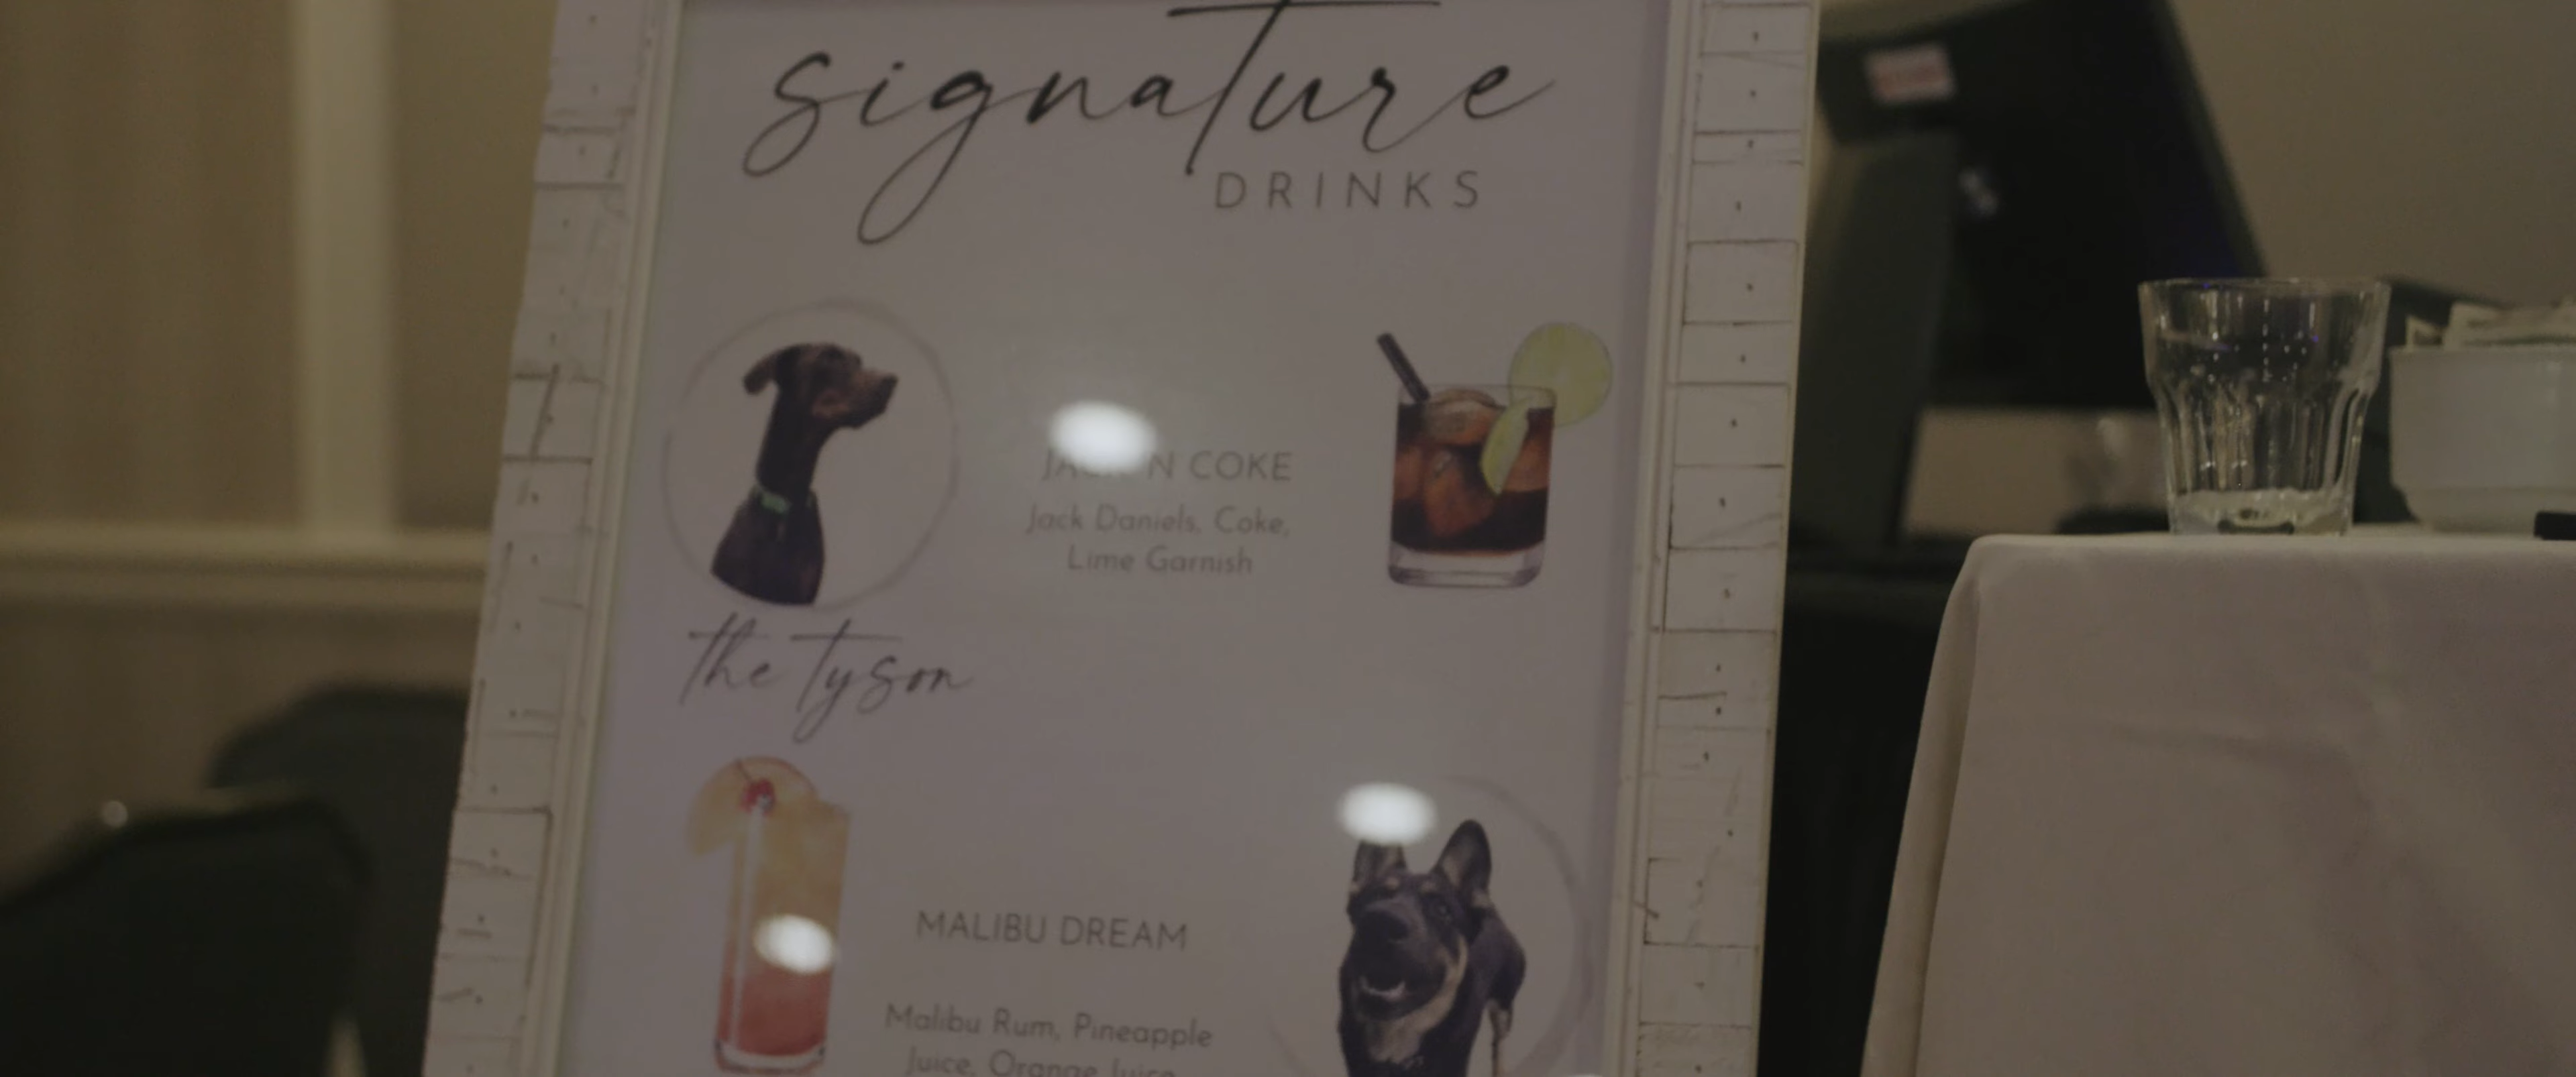 signature
DRINKS
N COKE
Jack Daniels, Coke,
Lime Garnish
the tyson
MALIBU DREAM
Malibu Rum, Pineapple
Juice, Orange Juice